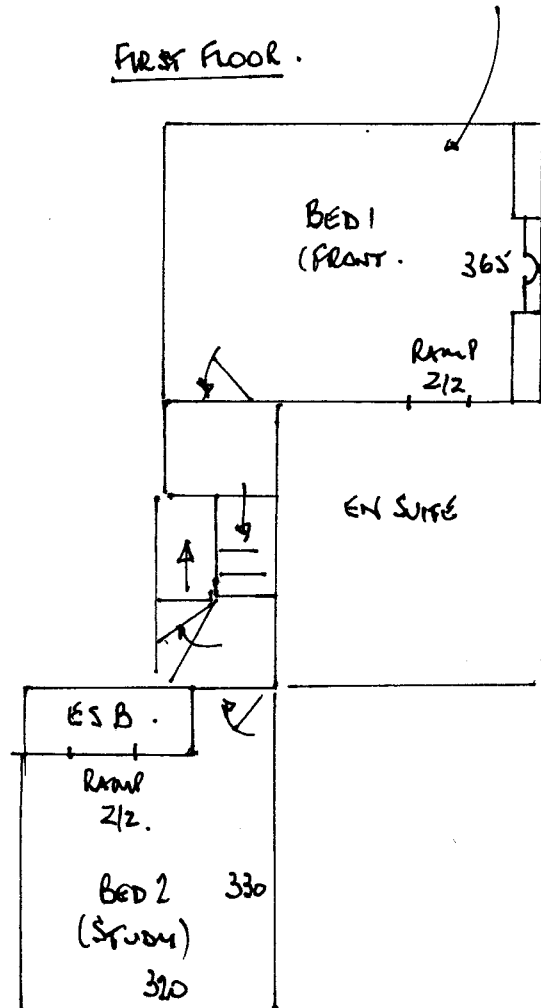 FIRST FLOOR.
BED 1
(FRONT.
365
RAMP
2/2
EN SUITE
ESB.
RAMP
2/2.
BED 2
330
(STUDY)
320